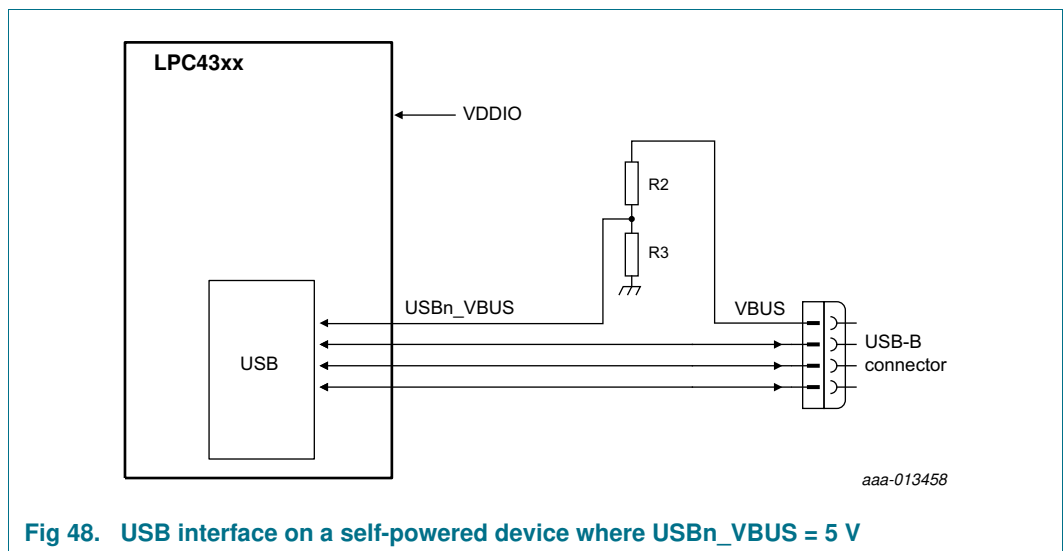 LPC43xx
VDDIO
R2
R3
USBn_VBUS
VBUS
USB
USB-B
connector
aaa-013458
Fig 48. USB interface on a self-powered device where USBn_VBUS = 5 V